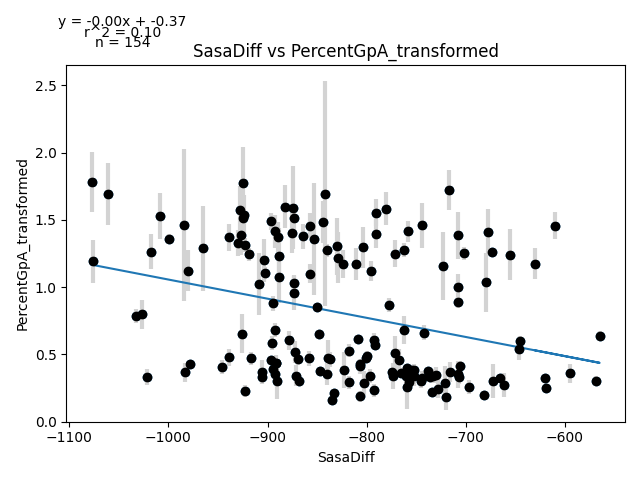 y = -0.00x + -0.37
r^2 = 0.10
n = 154
SasaDiff vs PercentGpA_transformed
PercentGpA_transformed
2.5
2.0
1.5
1.0
0.5
0.0
−1100 −1000 −900 −800 −700 −600
SasaDiff